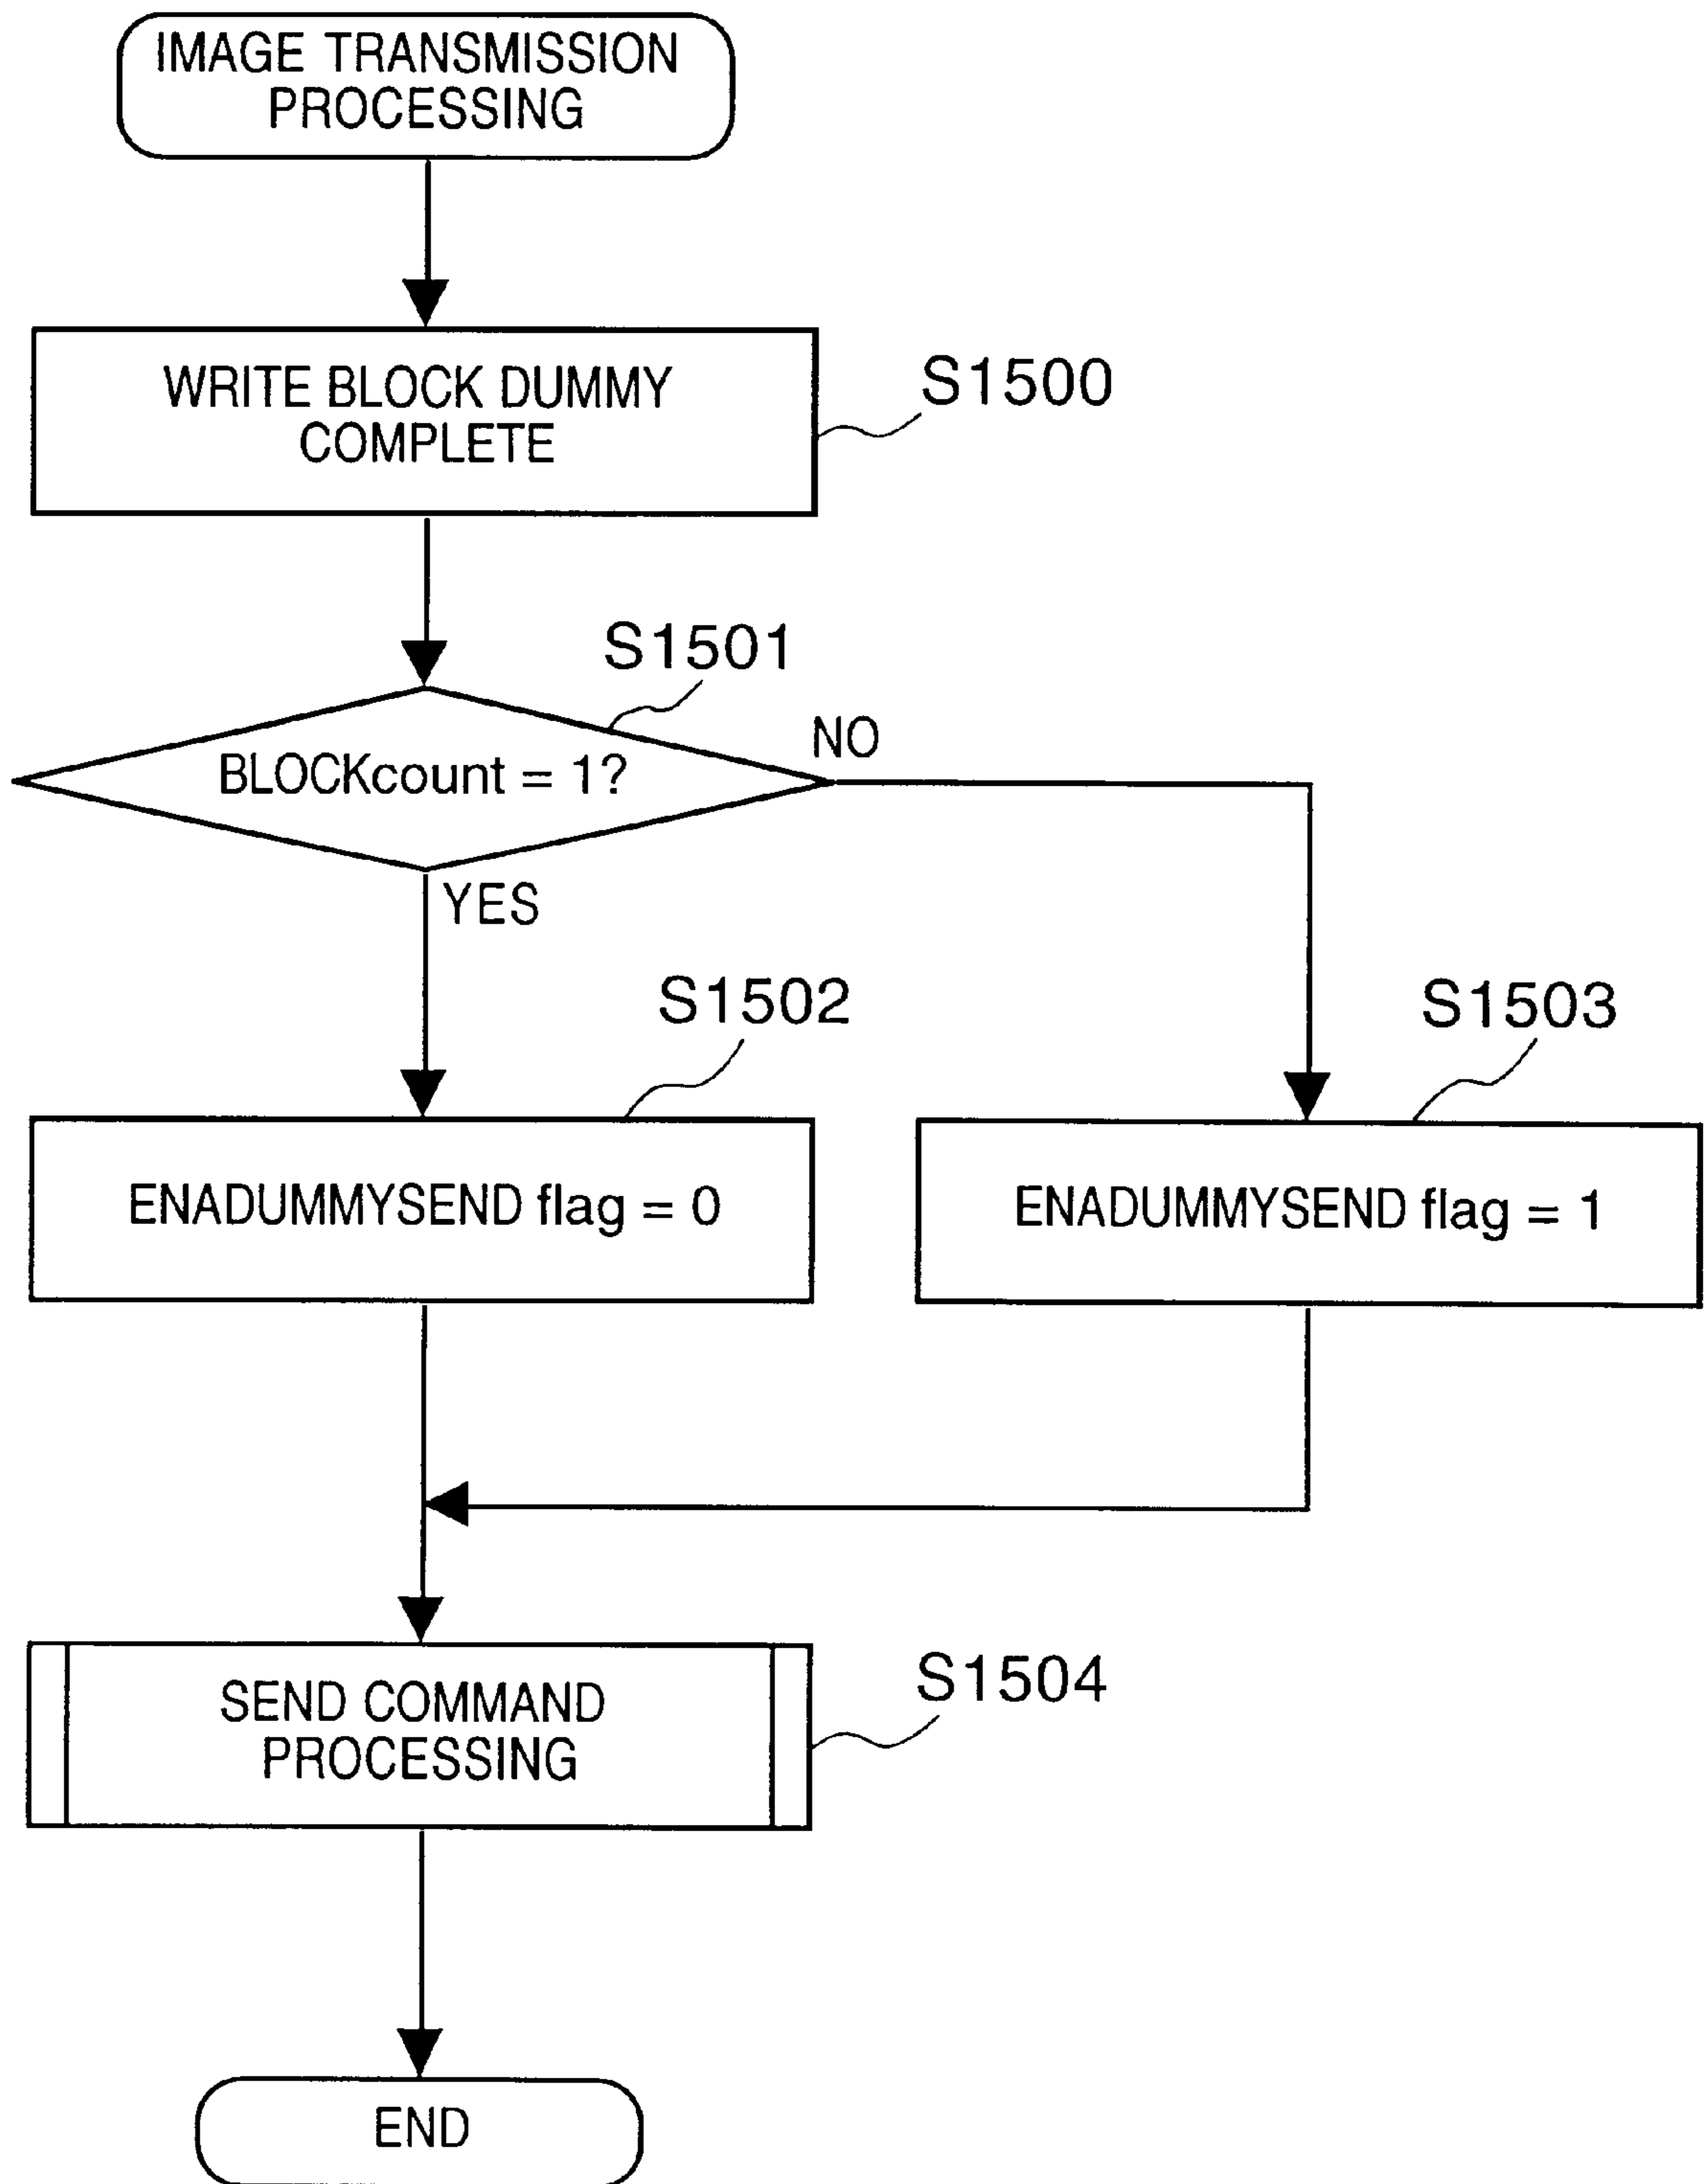 IMAGE TRANSMISSION
PROCESSING
WRITE BLOCK DUMMY
COMPLETE
S1500
S1501
BLOCKcount = 1?
NO
YES
S1502
S1503
ENADUMMYSEND flag = 0
ENADUMMYSEND flag = 1
SEND COMMAND
PROCESSING
S1504
END